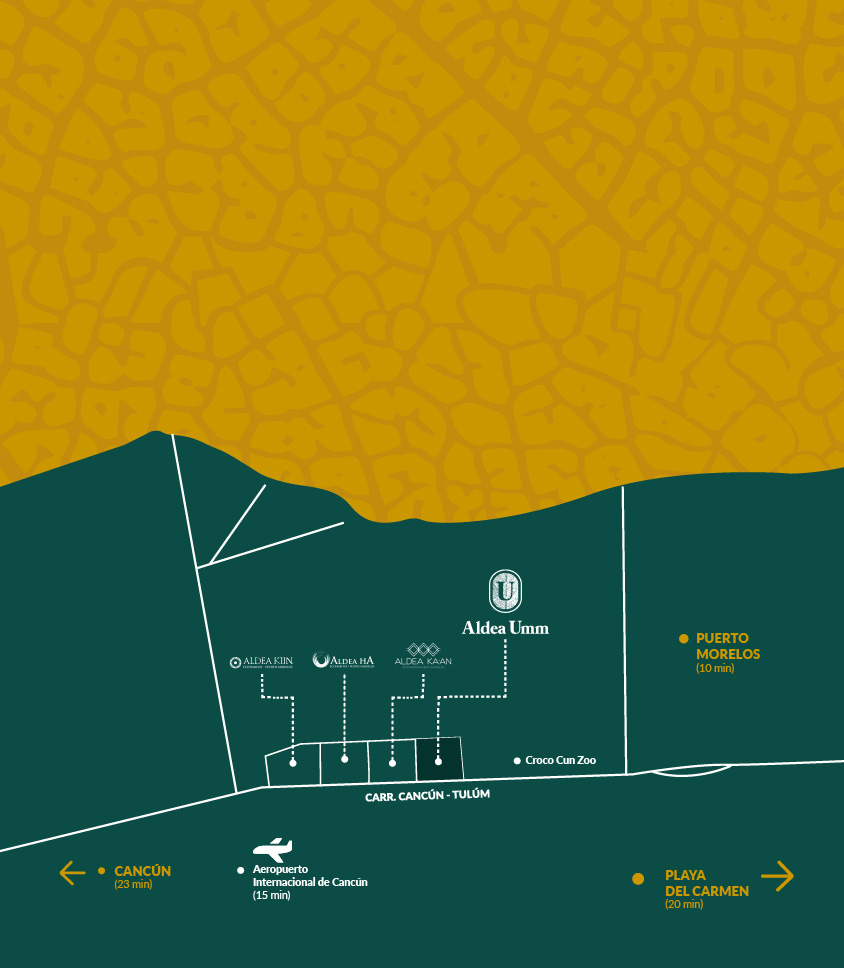 U
Aldea Umm
ALDEA KIIN
ALDEA HA
ALDEA KAAN
PUERTO
MORELOS
(10 min)
Croco Cun Zoo
CARR. CANCÚN - TULÚM
CANCÚN
(23 min)
Aeropuerto
Internacional de Cancún
(15 min)
PLAYA
DEL CARMEN
(20 min)